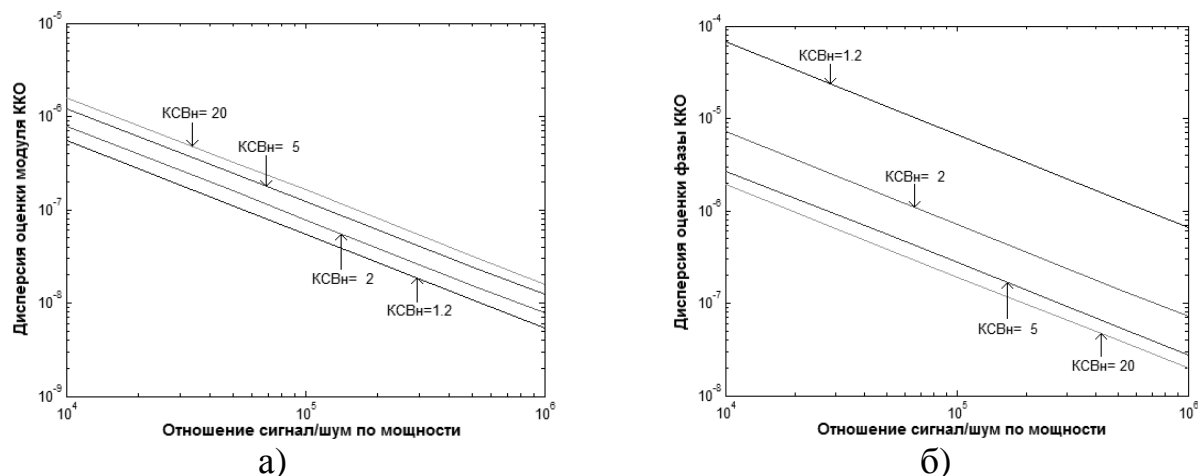 10^-5
10^-6
10^-7
10^-8
10^-9
Дисперсия оценки модуля ККО
КСВн= 20
КСВн= 5
КСВн= 2
КСВн=1.2
10^4
10^5
10^6
Отношение сигнал/шум по мощности
а)
10^-4
10^-5
10^-6
10^-7
10^-8
Дисперсия оценки фазы ККО
КСВн=1.2
КСВн= 2
КСВн= 5
КСВн= 20
10^4
10^5
10^6
Отношение сигнал/шум по мощности
б)